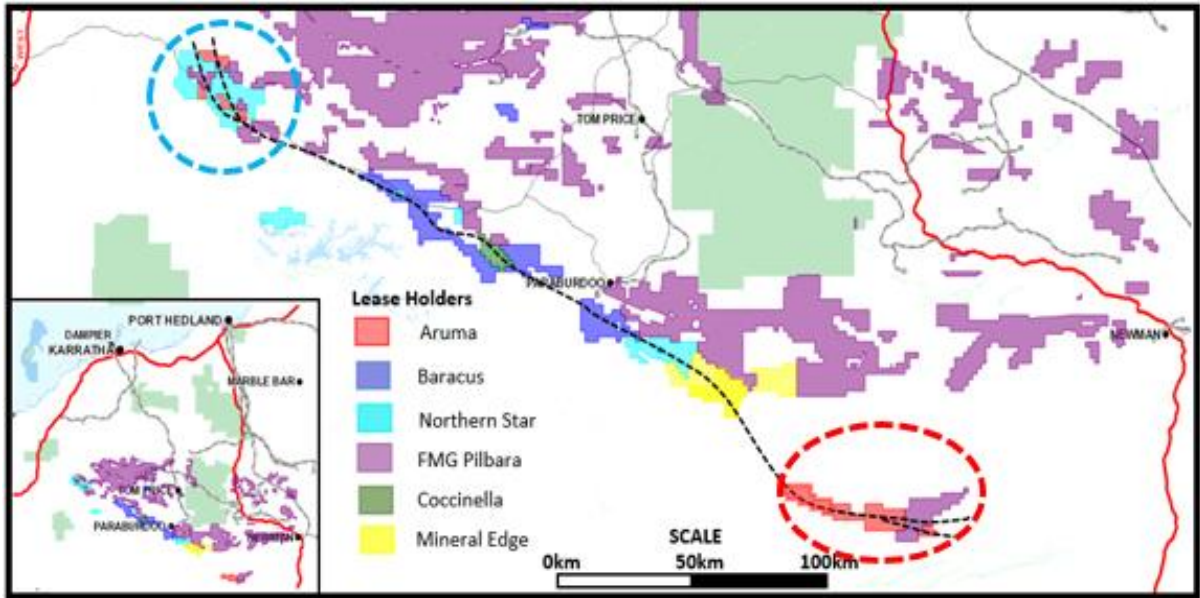 WEST
TOM PRICE
PARABURDOO
NEWMAN
Lease Holders
Aruma
Baracus
Northern Star
FMG Pilbara
Coccinella
Mineral Edge
SCALE
0km 50km 100km
PORT HEDLAND
DAMPIER
KARRATHA
MARBLE BAR
TOM PRICE
PARABURDOO
NEWMAN